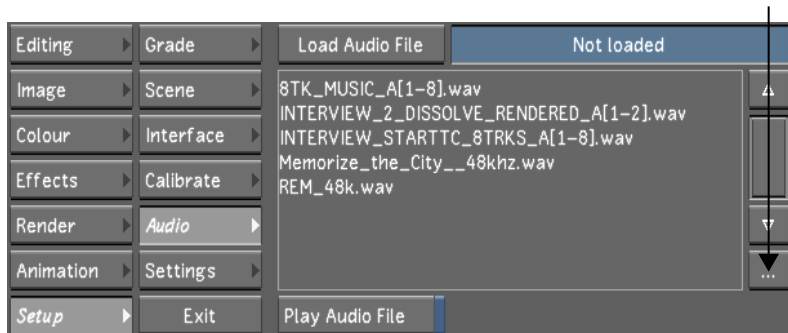 Editing
Grade
Load Audio File
Not loaded
Image
Scene
8TK_MUSIC_A[1-8].wav
INTERVIEW_2_DISSOLVE_RENDERED_A[1-2].wav
Colour
Interface
INTERVIEW_STARTTC_8TRKS_A[1-8].wav
Memorize_the_City__48khz.wav
Effects
Calibrate
REM_48k.wav
Render
Audio
Animation
Settings
...
Setup
Exit
Play Audio File